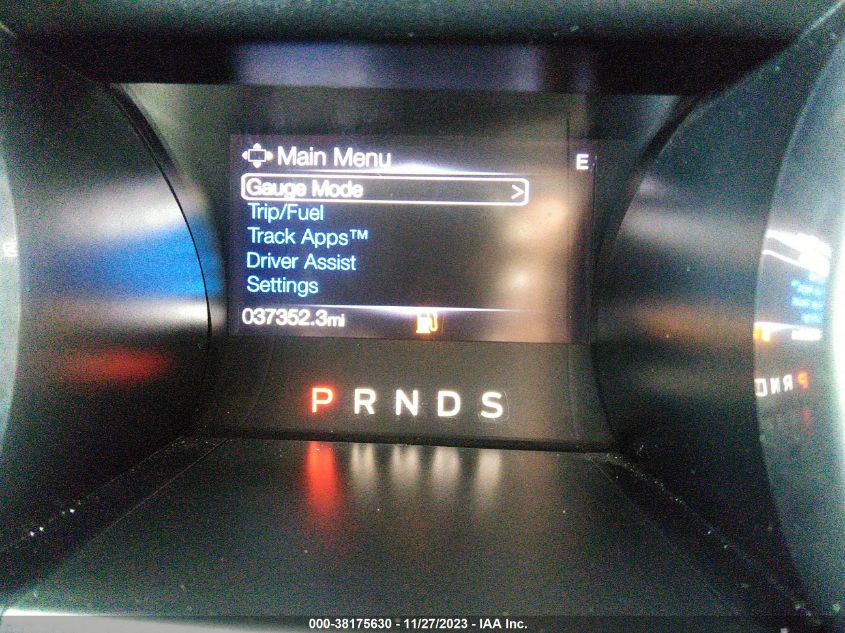 Main Menu
E
Gauge Mode >
Trip/Fuel
Track Apps™
Driver Assist
Settings
037352.3mi
P R N D S
000-38175630 - 11/27/2023 - IAA Inc.